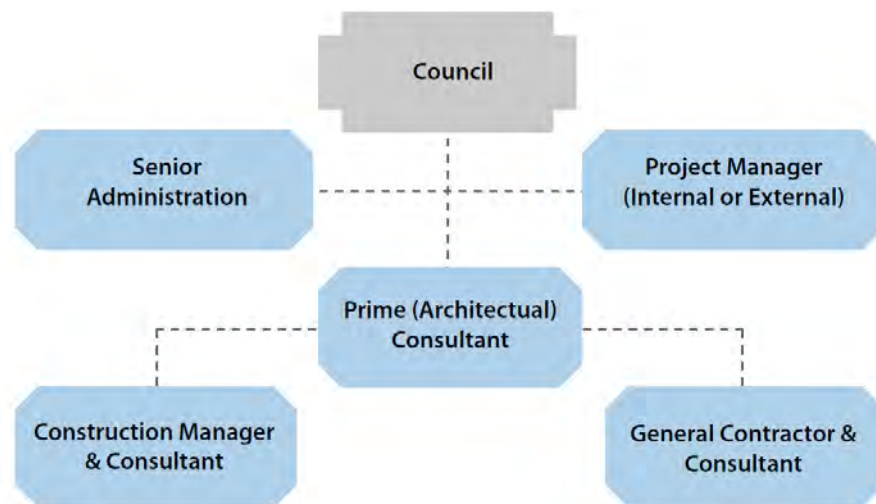 Council
Senior
Administration
Project Manager
(Internal or External)
Prime (Architectual)
Consultant
Construction Manager
& Consultant
General Contractor &
Consultant